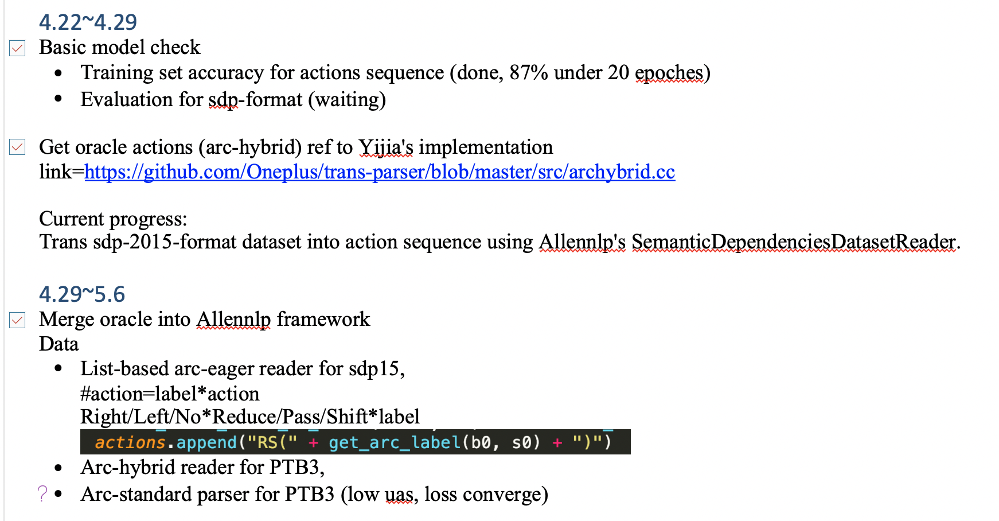 4.22~4.29
Basic model check
• Training set accuracy for actions sequence (done, 87% under 20 epoches)
• Evaluation for sdp-format (waiting)
Get oracle actions (arc-hybrid) ref to Yijia's implementation
link=https://github.com/Oneplus/trans-parser/blob/master/src/archybrid.cc
Current progress:
Trans sdp-2015-format dataset into action sequence using Allennlp's SemanticDependenciesDatasetReader.
4.29~5.6
Merge oracle into Allennlp framework
Data
• List-based arc-eager reader for sdp15,
#action=label*action
Right/Left/No*Reduce/Pass/Shift*label
actions.append("RS(" + get_arc_label(b0, s0) + ")")
• Arc-hybrid reader for PTB3,
? • Arc-standard parser for PTB3 (low uas, loss converge)